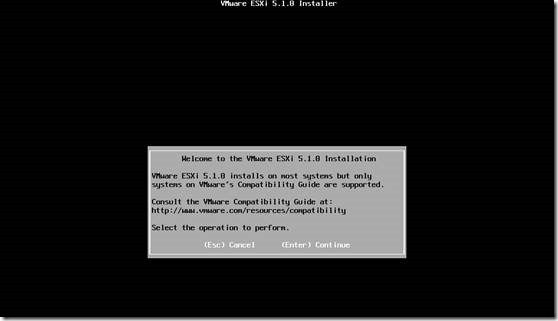 VMware ESXi 5.1.0 Installer
Welcome to the VMware ESXi 5.1.0 Installation
VMware ESXi 5.1.0 installs on most systems but only
systems on VMware's Compatibility Guide are supported.
Consult the VMware Compatibility Guide at:
http://www.vmware.com/resources/compatibility
Select the operation to perform.
(Esc) Cancel (Enter) Continue